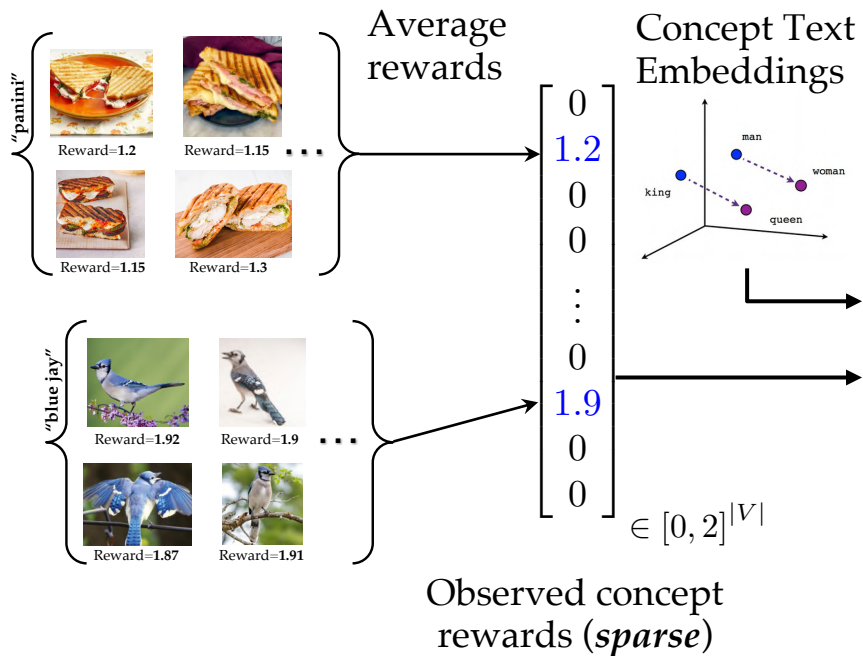 Average
rewards
Concept Text
Embeddings
"panini"
Reward=1.2
Reward=1.15
...
Reward=1.15
Reward=1.3
"blue jay"
Reward=1.92
Reward=1.9
...
Reward=1.87
Reward=1.91
0
1.2
0
0
⋮
0
1.9
0
0
∈ [0, 2]^{|V|}
man
woman
king
queen
Observed concept
rewards (sparse)